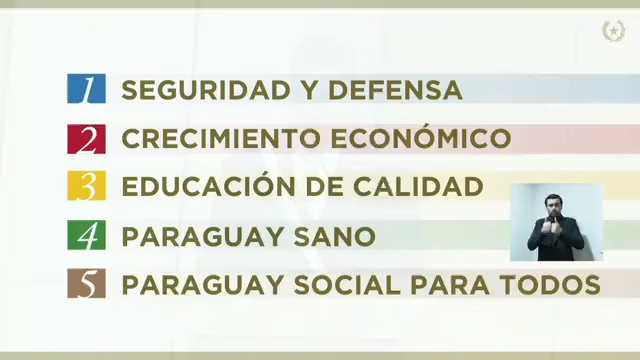 1 SEGURIDAD Y DEFENSA
2 CRECIMIENTO ECONÓMICO
3 EDUCACIÓN DE CALIDAD
4 PARAGUAY SANO
5 PARAGUAY SOCIAL PARA TODOS